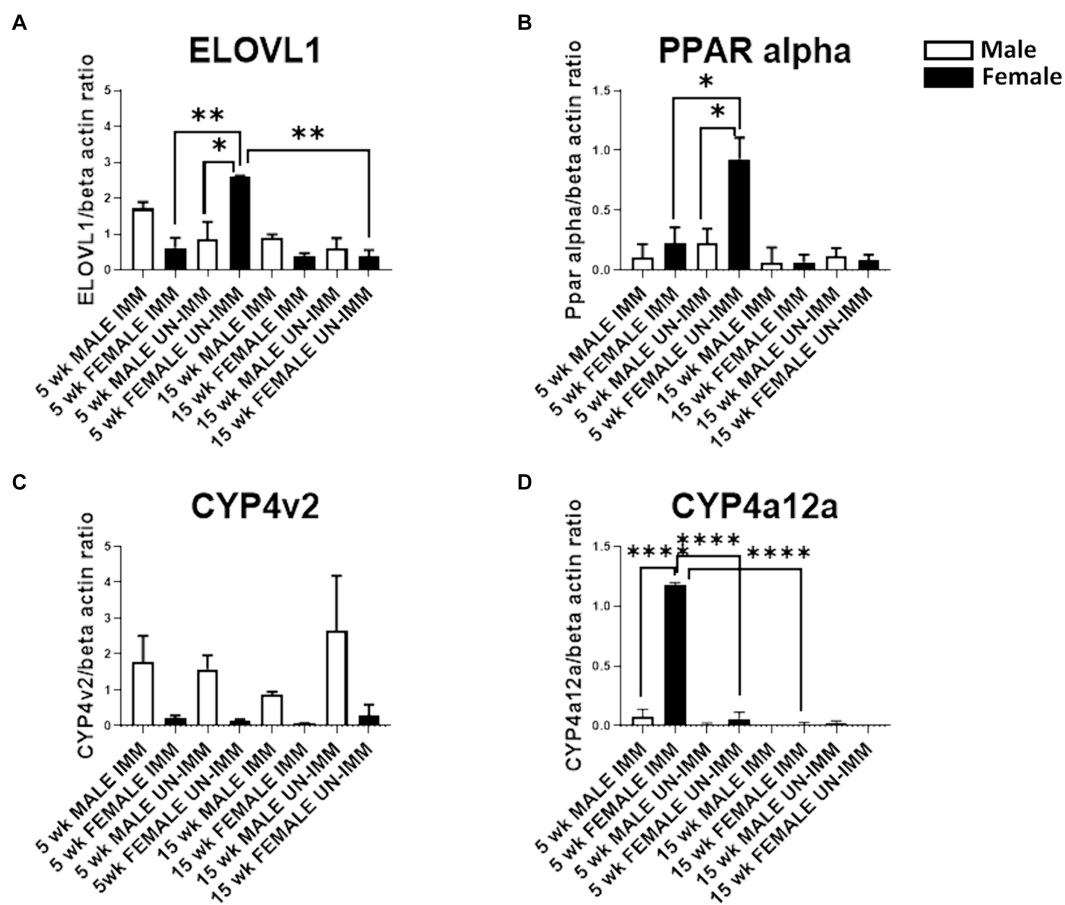 A
ELOVL1
ELOVL1/beta actin ratio
5
4
3
2
1
0
**
*
**
5 wk MALE IMM
5 wk FEMALE IMM
5 wk MALE UN-IMM
5 wk FEMALE UN-IMM
15 wk MALE IMM
15 wk FEMALE IMM
15 wk MALE UN-IMM
15 wk FEMALE UN-IMM
B
PPAR alpha
Ppar alpha/beta actin ratio
1.5
1.0
0.5
0.0
*
*
5 wk MALE IMM
5 wk FEMALE IMM
5 wk MALE UN-IMM
5 wk FEMALE UN-IMM
15 wk MALE IMM
15 wk FEMALE IMM
15 wk MALE UN-IMM
15 wk FEMALE UN-IMM
Male
Female
C
CYP4v2
CYP4v2/beta actin ratio
5
4
3
2
1
0
5 wk MALE IMM
5 wk FEMALE IMM
5 wk MALE UN-IMM
5wk FEMALE UN-IMM
15 wk MALE IMM
15 wk FEMALE IMM
15 wk MALE UN-IMM
15 wk FEMALE UN-IMM
D
CYP4a12a
CYP4a12a/beta actin ratio
1.5
1.0
0.5
0.0
****
****
****
5 wk MALE IMM
5 wk FEMALE IMM
5 wk MALE UN-IMM
5 wk FEMALE UN-IMM
15 wk MALE IMM
15 wk FEMALE IMM
15 wk MALE UN-IMM
15 wk FEMALE UN-IMM